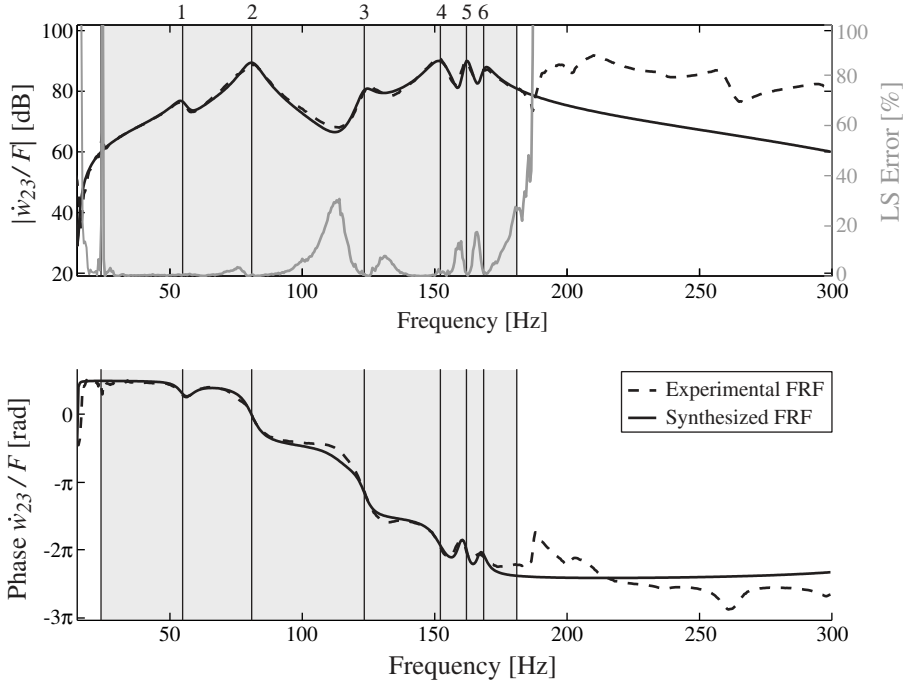 1 2 3 4 5 6
100
80
60
40
20
|ẇ23/F| [dB]
100
80
60
40
20
0
LS Error [%]
50 100 150 200 250 300
Frequency [Hz]
0
-π
-2π
-3π
Phase ẇ23/F [rad]
Experimental FRF
Synthesized FRF
50 100 150 200 250 300
Frequency [Hz]